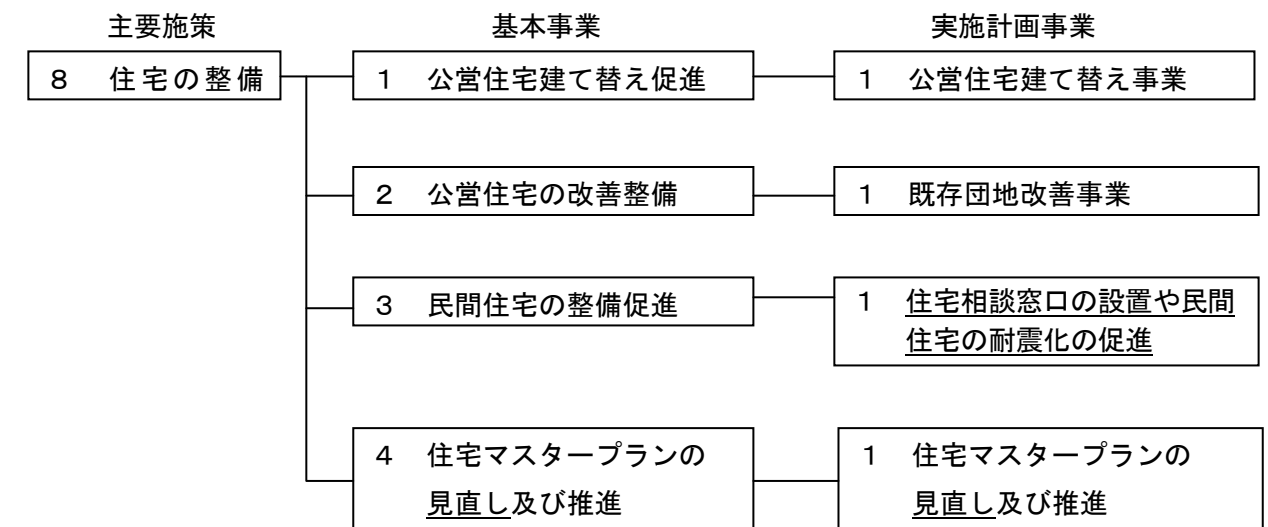 主要施策　基本事業　実施計画事業
８　住宅の整備　１　公営住宅建て替え促進　１　公営住宅建て替え事業
２　公営住宅の改善整備　１　既存団地改善事業
３　民間住宅の整備促進　１　住宅相談窓口の設置や民間
住宅の耐震化の促進
４　住宅マスタープランの　１　住宅マスタープランの
見直し及び推進　見直し及び推進